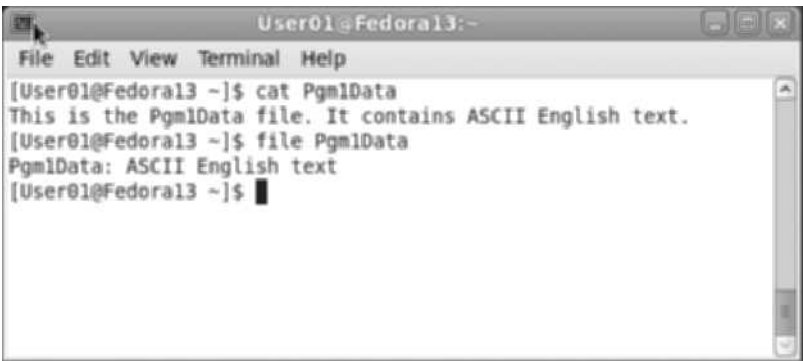 User01@Fedora13:~
File Edit View Terminal Help
[User01@Fedora13 ~]$ cat Pgm1Data
This is the Pgm1Data file. It contains ASCII English text.
[User01@Fedora13 ~]$ file Pgm1Data
Pgm1Data: ASCII English text
[User01@Fedora13 ~]$